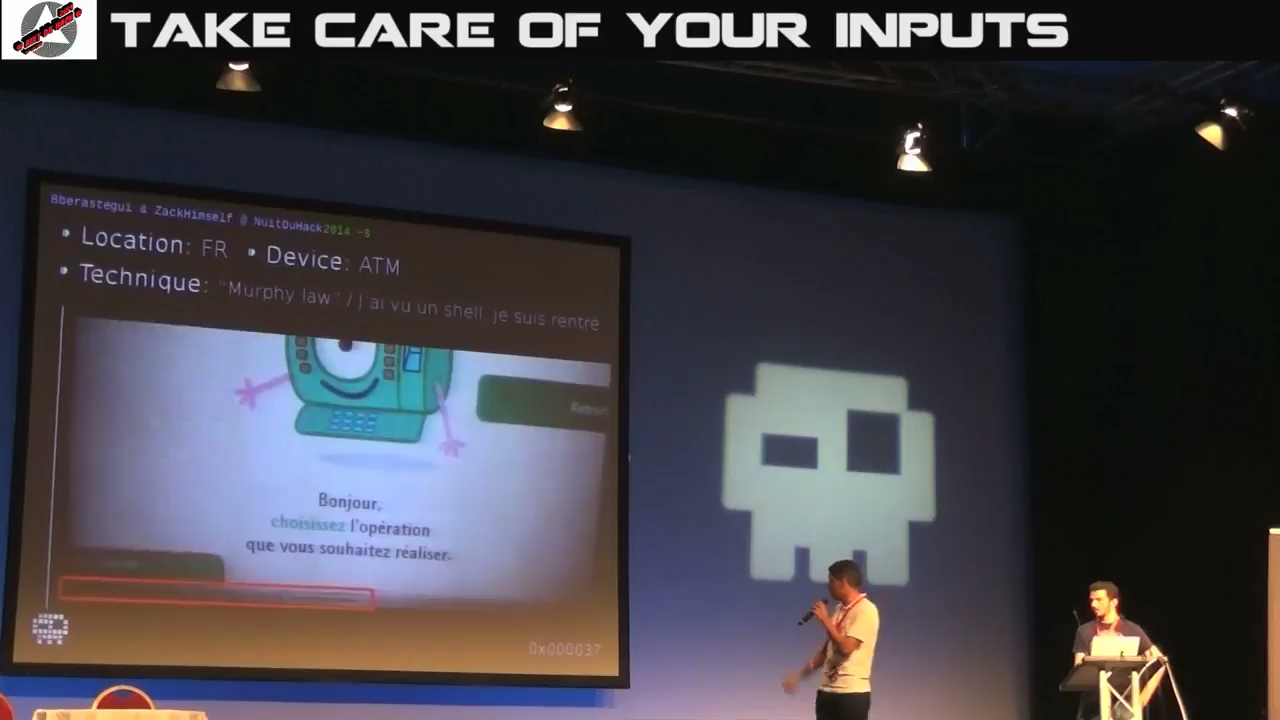 TAKE CARE OF YOUR INPUTS
Bberastegui & ZackHimself @ NuitDuHack2014 ~$
• Location: FR • Device: ATM
• Technique: "Murphy law" / J'ai vu un shell, je suis rentré
Bonjour,
choisissez l'opération
que vous souhaitez réaliser.
0x000037